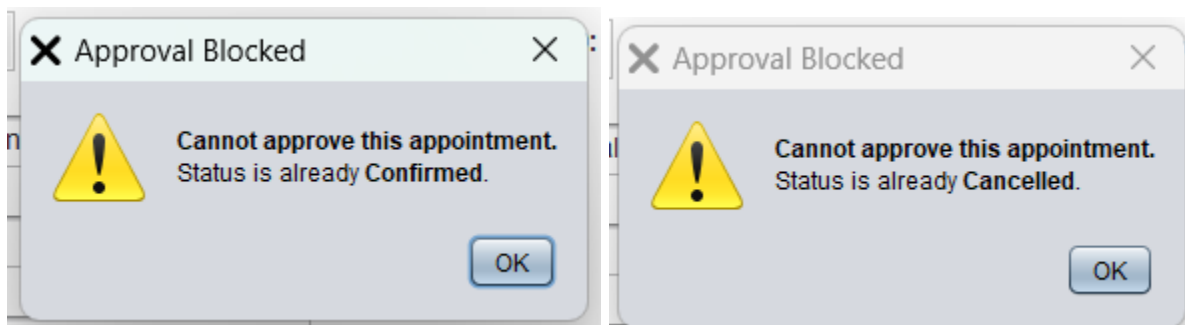 Approval Blocked
Cannot approve this appointment.
Status is already Confirmed.
OK
Approval Blocked
Cannot approve this appointment.
Status is already Cancelled.
OK